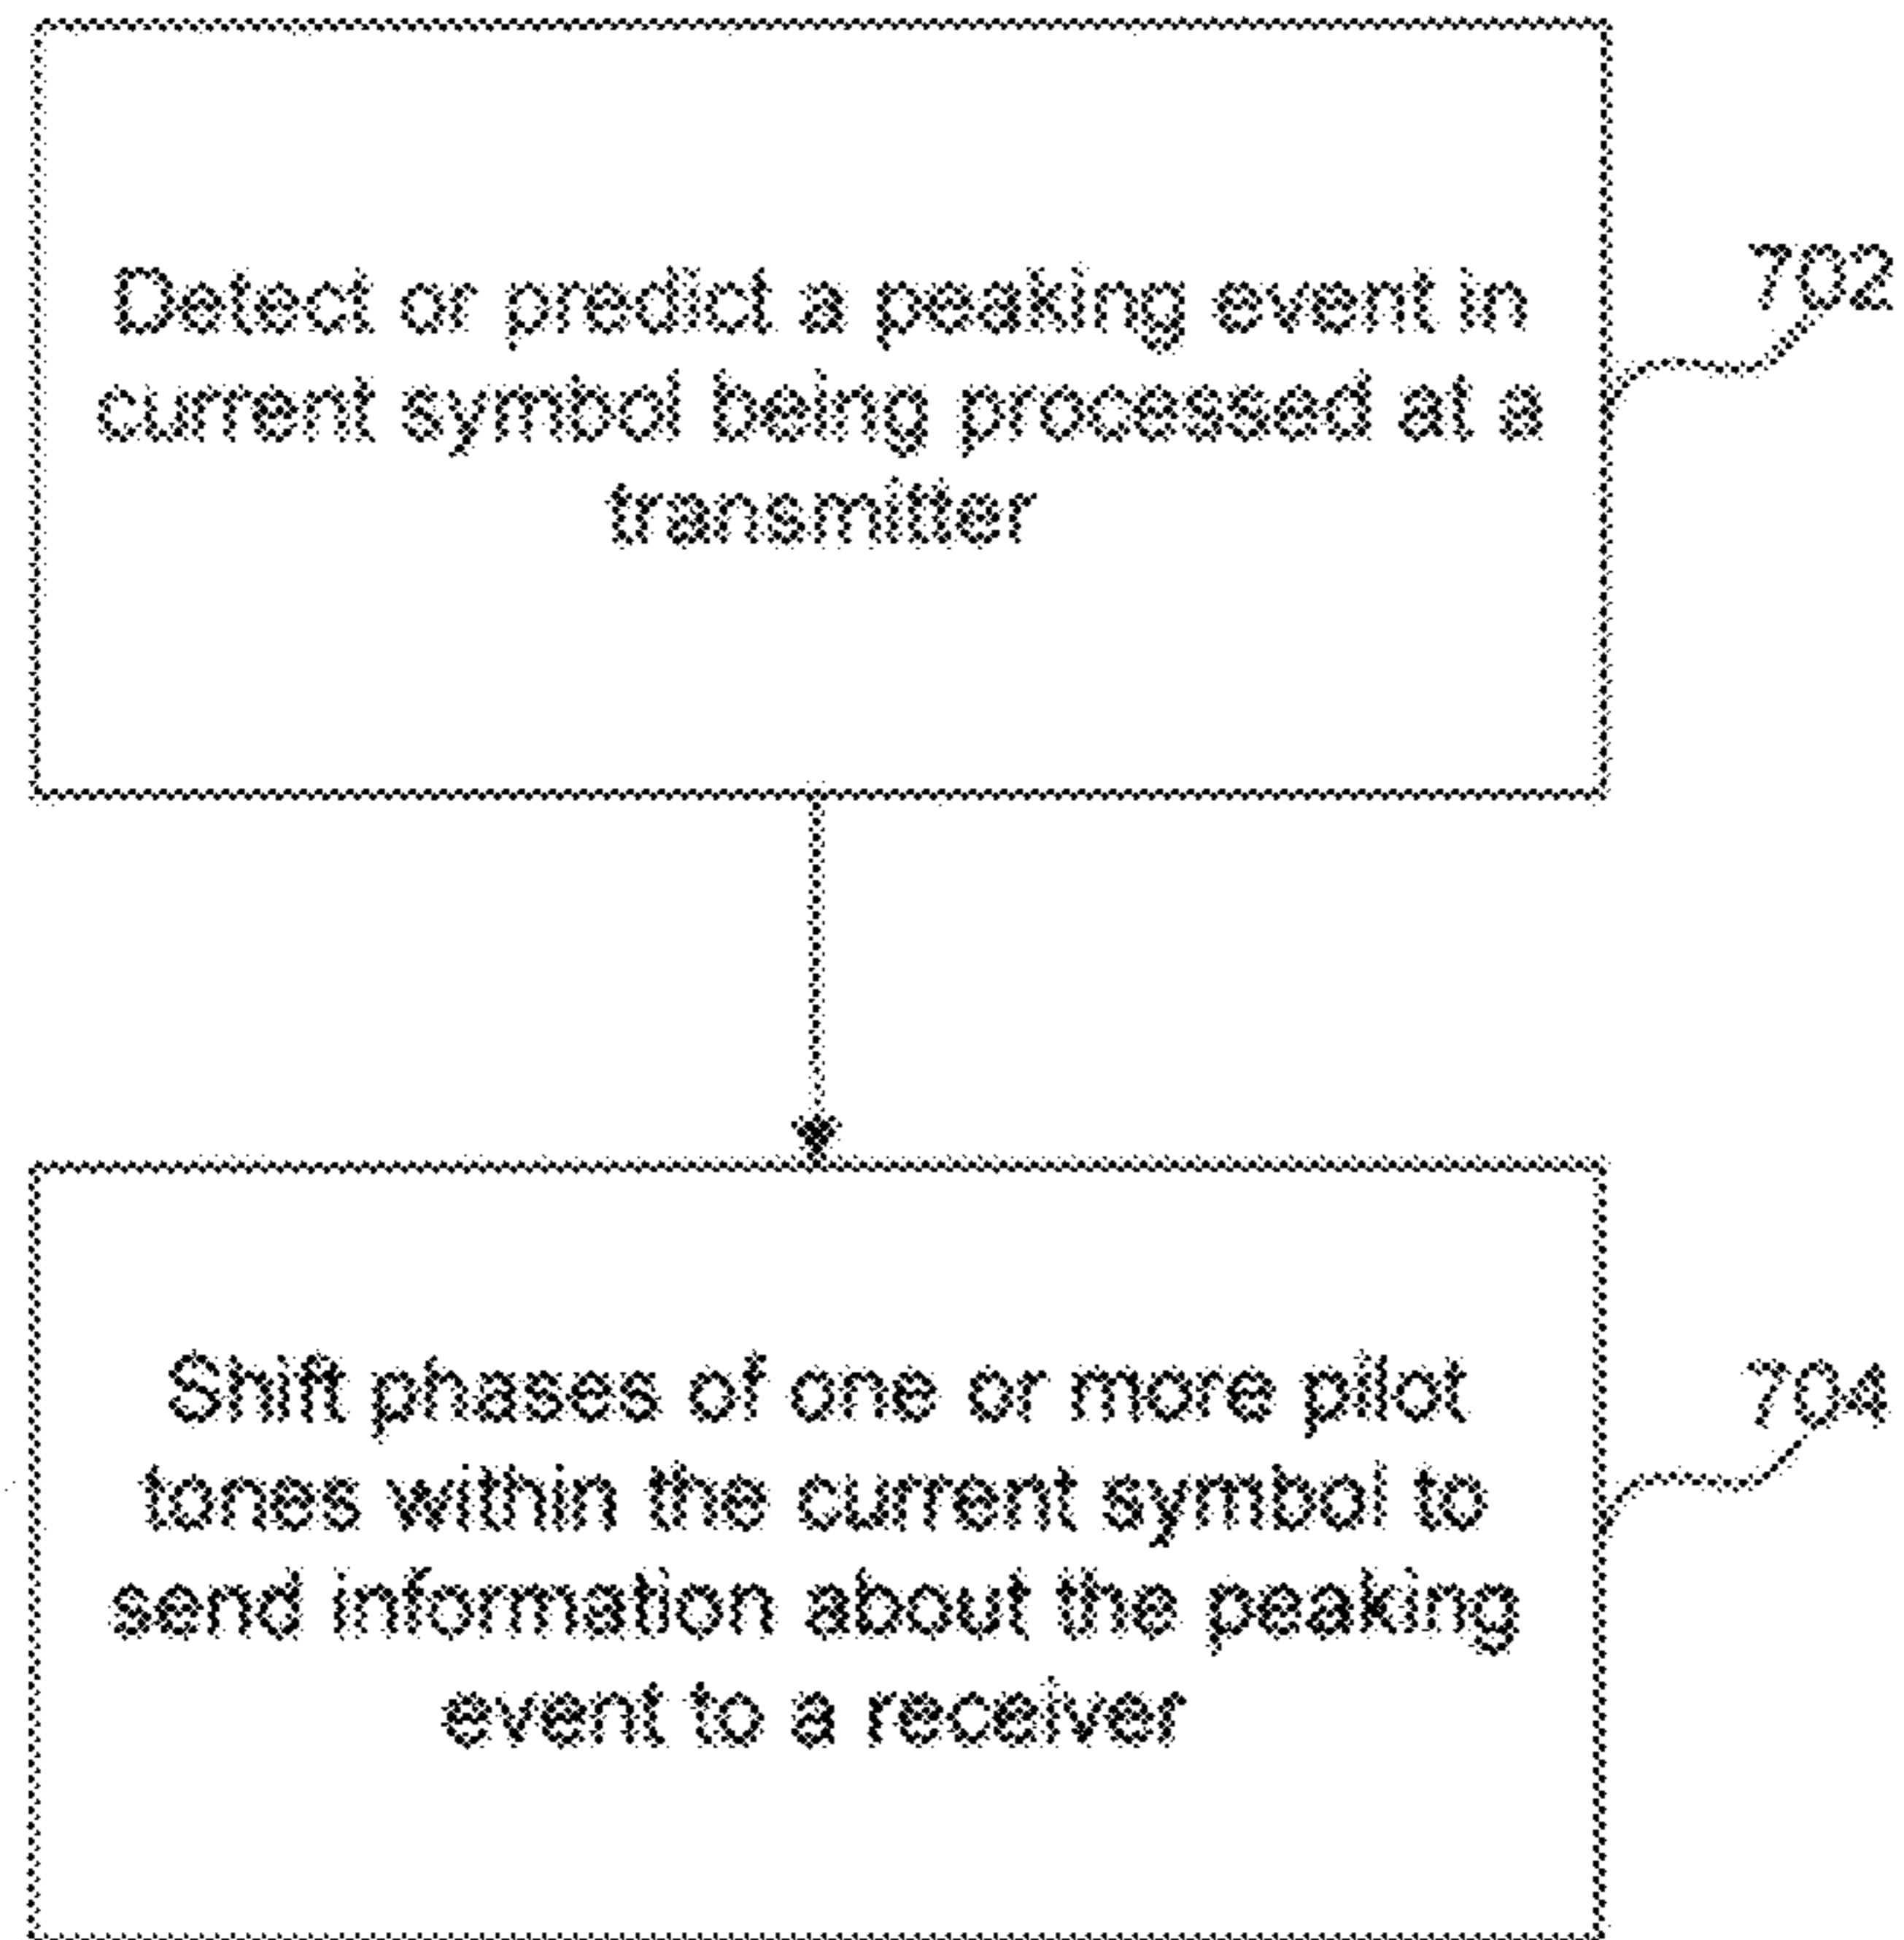 Detect or predict a peaking event in
current symbol being processed at a
transmitter
702
Shift phases of one or more pilot
tones within the current symbol to
send information about the peaking
event to a receiver
704